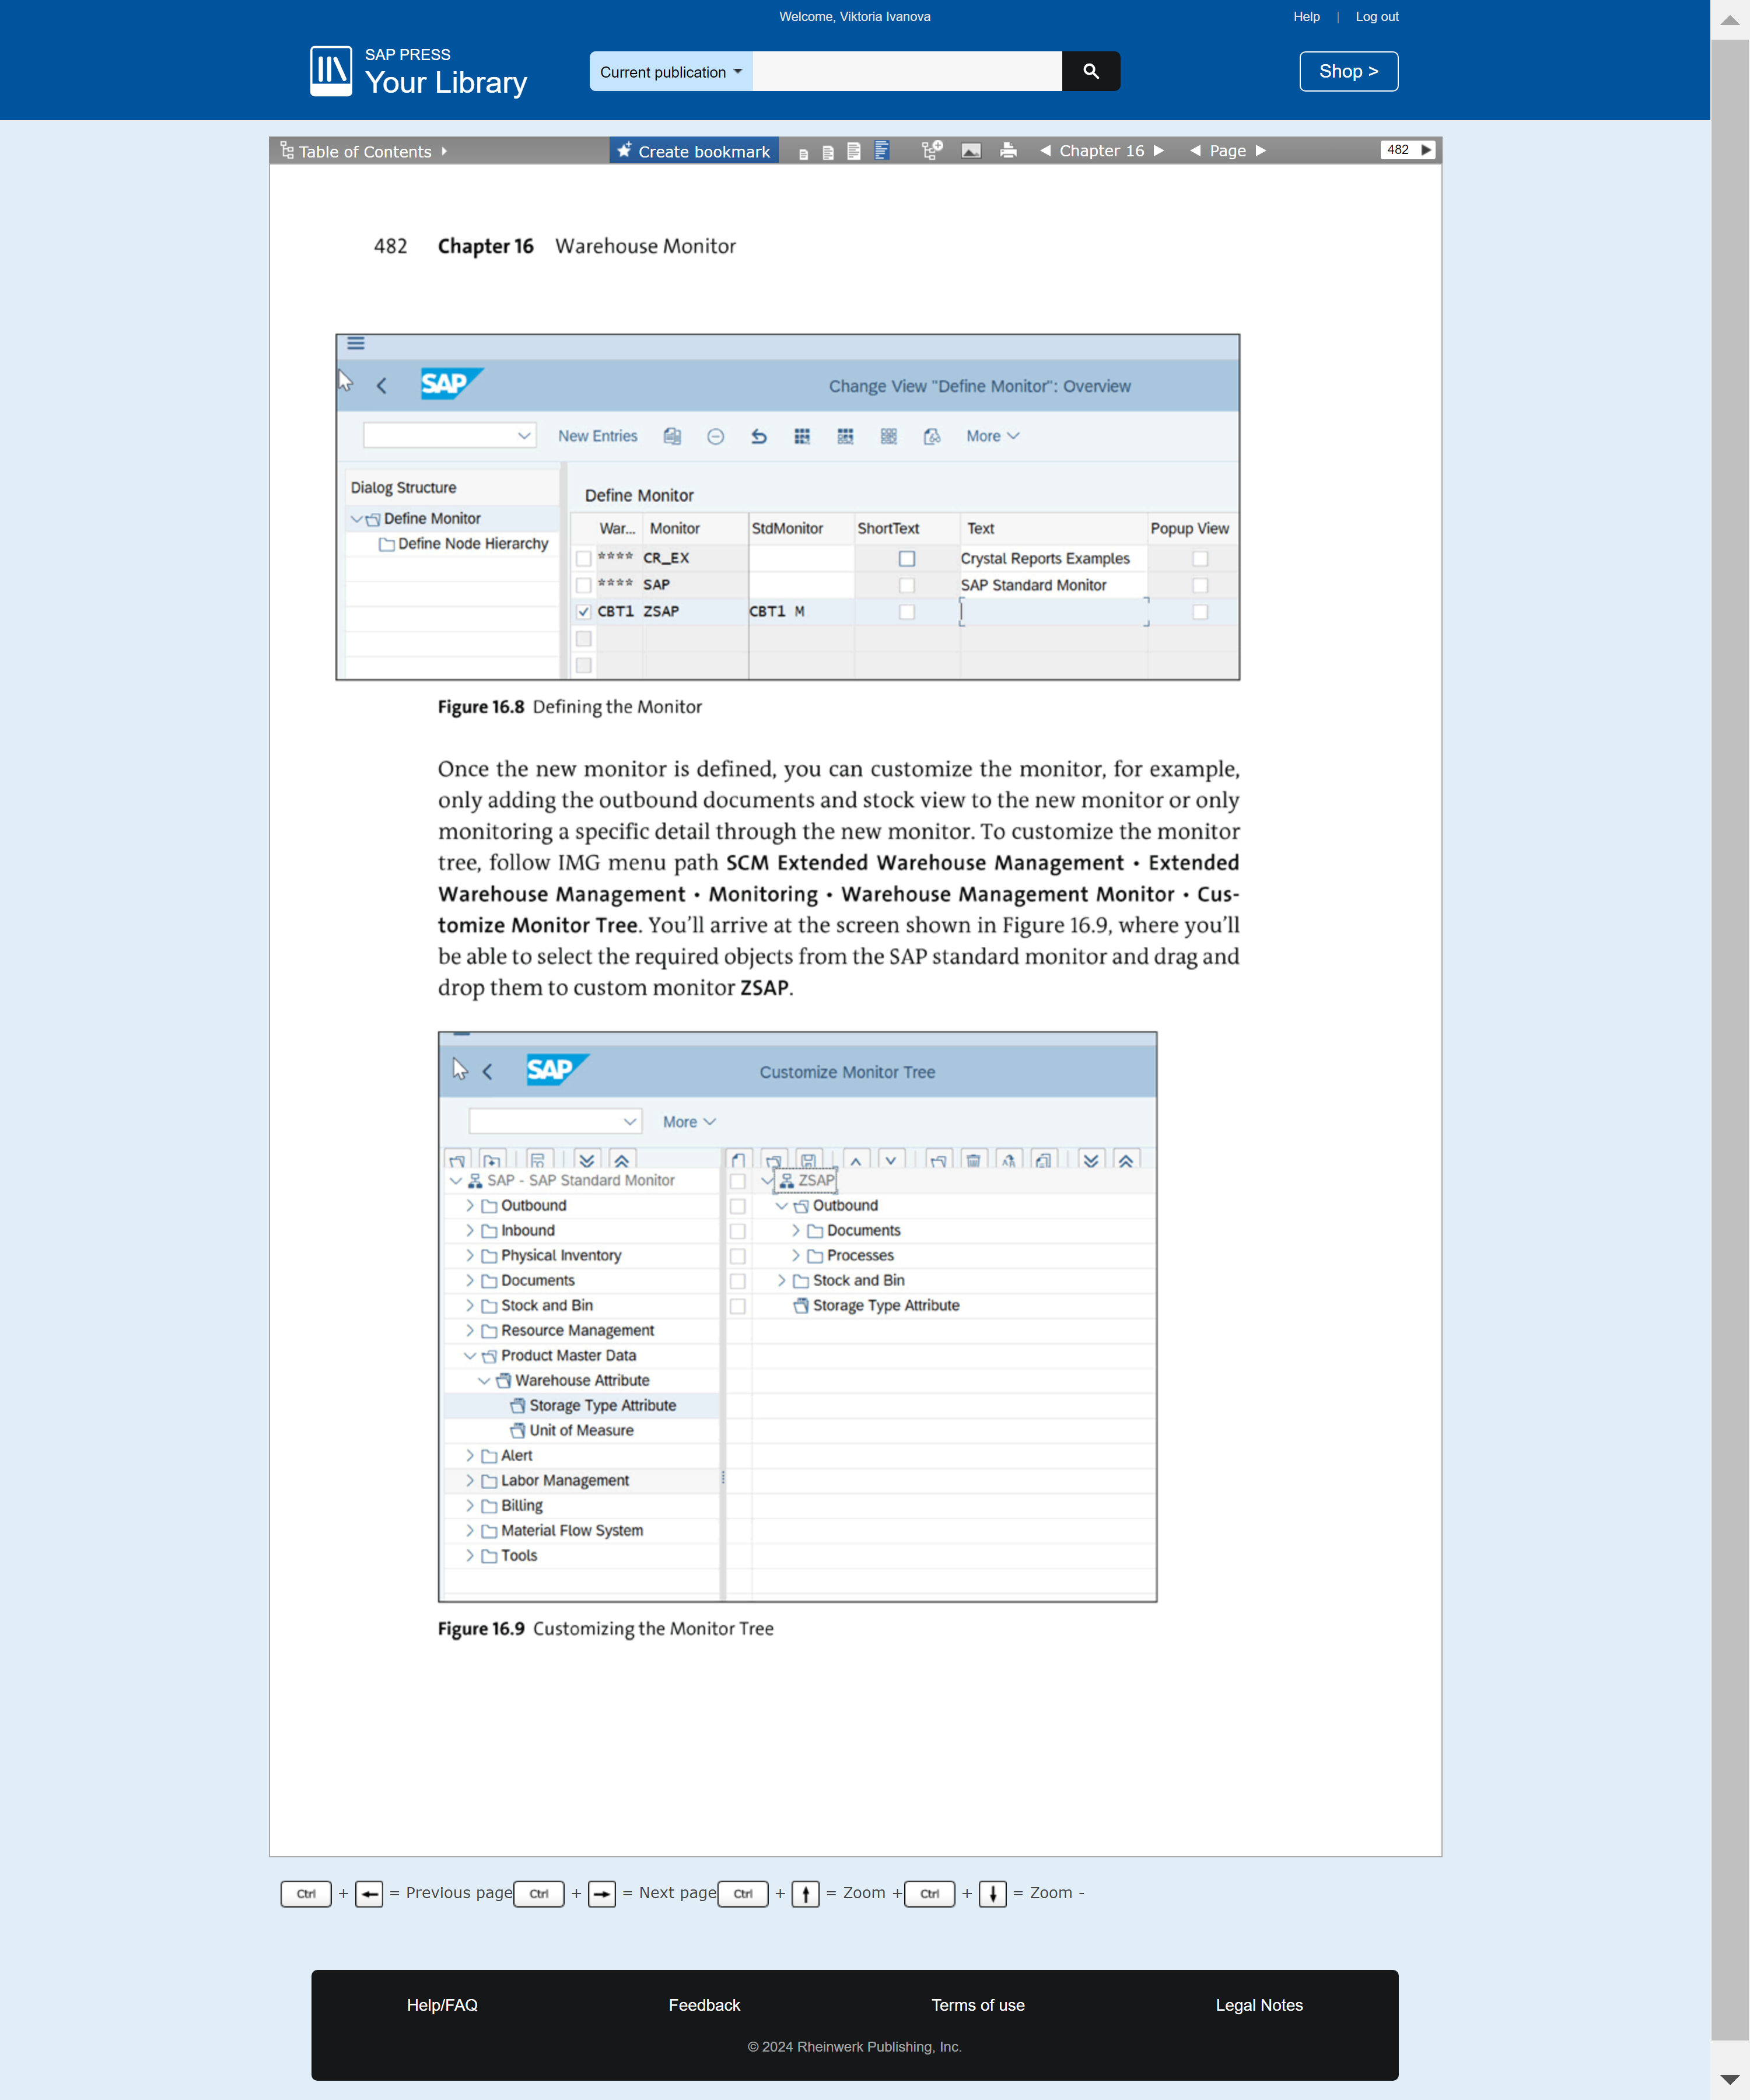 Welcome, Viktoria Ivanova
Help | Log out
SAP PRESS
Your Library
Current publication
Shop >
Table of Contents
Create bookmark
Chapter 16
Page
482
482 Chapter 16 Warehouse Monitor
SAP
Change View "Define Monitor": Overview
New Entries
More
Dialog Structure
Define Monitor
Define Node Hierarchy
Define Monitor
War... Monitor StdMonitor ShortText Text Popup View
**** CR_EX Crystal Reports Examples
**** SAP SAP Standard Monitor
CBT1 ZSAP CBT1 M
Figure 16.8 Defining the Monitor
Once the new monitor is defined, you can customize the monitor, for example,
only adding the outbound documents and stock view to the new monitor or only
monitoring a specific detail through the new monitor. To customize the monitor
tree, follow IMG menu path SCM Extended Warehouse Management • Extended
Warehouse Management • Monitoring • Warehouse Management Monitor • Cus-
tomize Monitor Tree. You’ll arrive at the screen shown in Figure 16.9, where you’ll
be able to select the required objects from the SAP standard monitor and drag and
drop them to custom monitor ZSAP.
SAP
Customize Monitor Tree
More
SAP - SAP Standard Monitor
Outbound
Inbound
Physical Inventory
Documents
Stock and Bin
Resource Management
Product Master Data
Warehouse Attribute
Storage Type Attribute
Unit of Measure
Alert
Labor Management
Billing
Material Flow System
Tools
ZSAP
Outbound
Documents
Processes
Stock and Bin
Storage Type Attribute
Figure 16.9 Customizing the Monitor Tree
Ctrl + ← = Previous page Ctrl + → = Next page Ctrl + ↑ = Zoom + Ctrl + ↓ = Zoom -
Help/FAQ
Feedback
Terms of use
Legal Notes
© 2024 Rheinwerk Publishing, Inc.